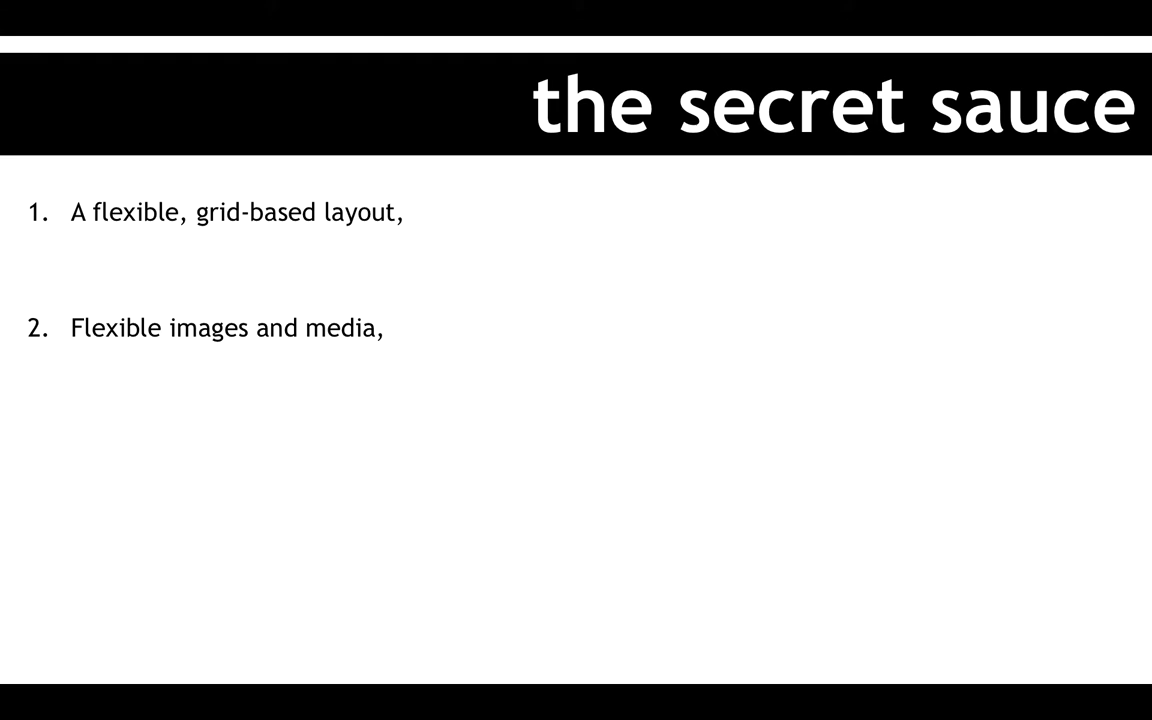 the secret sauce
1. A flexible, grid-based layout,
2. Flexible images and media,